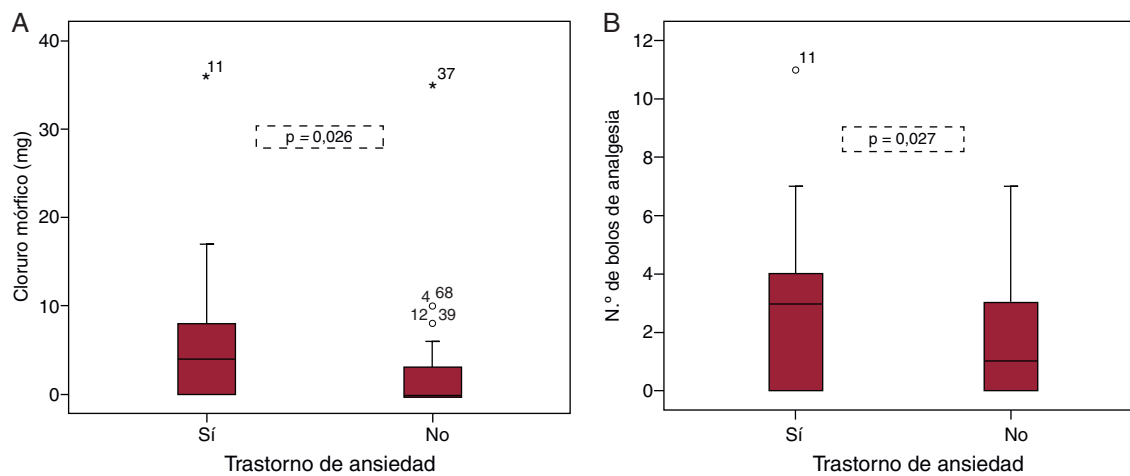 A
Cloruro mórfico (mg)
40
30
20
10
0
*11
*37
p = 0,026
4 68
12 39
Sí
No
Trastorno de ansiedad
B
N.º de bolos de analgesia
12
10
8
6
4
2
0
11
p = 0,027
Sí
No
Trastorno de ansiedad